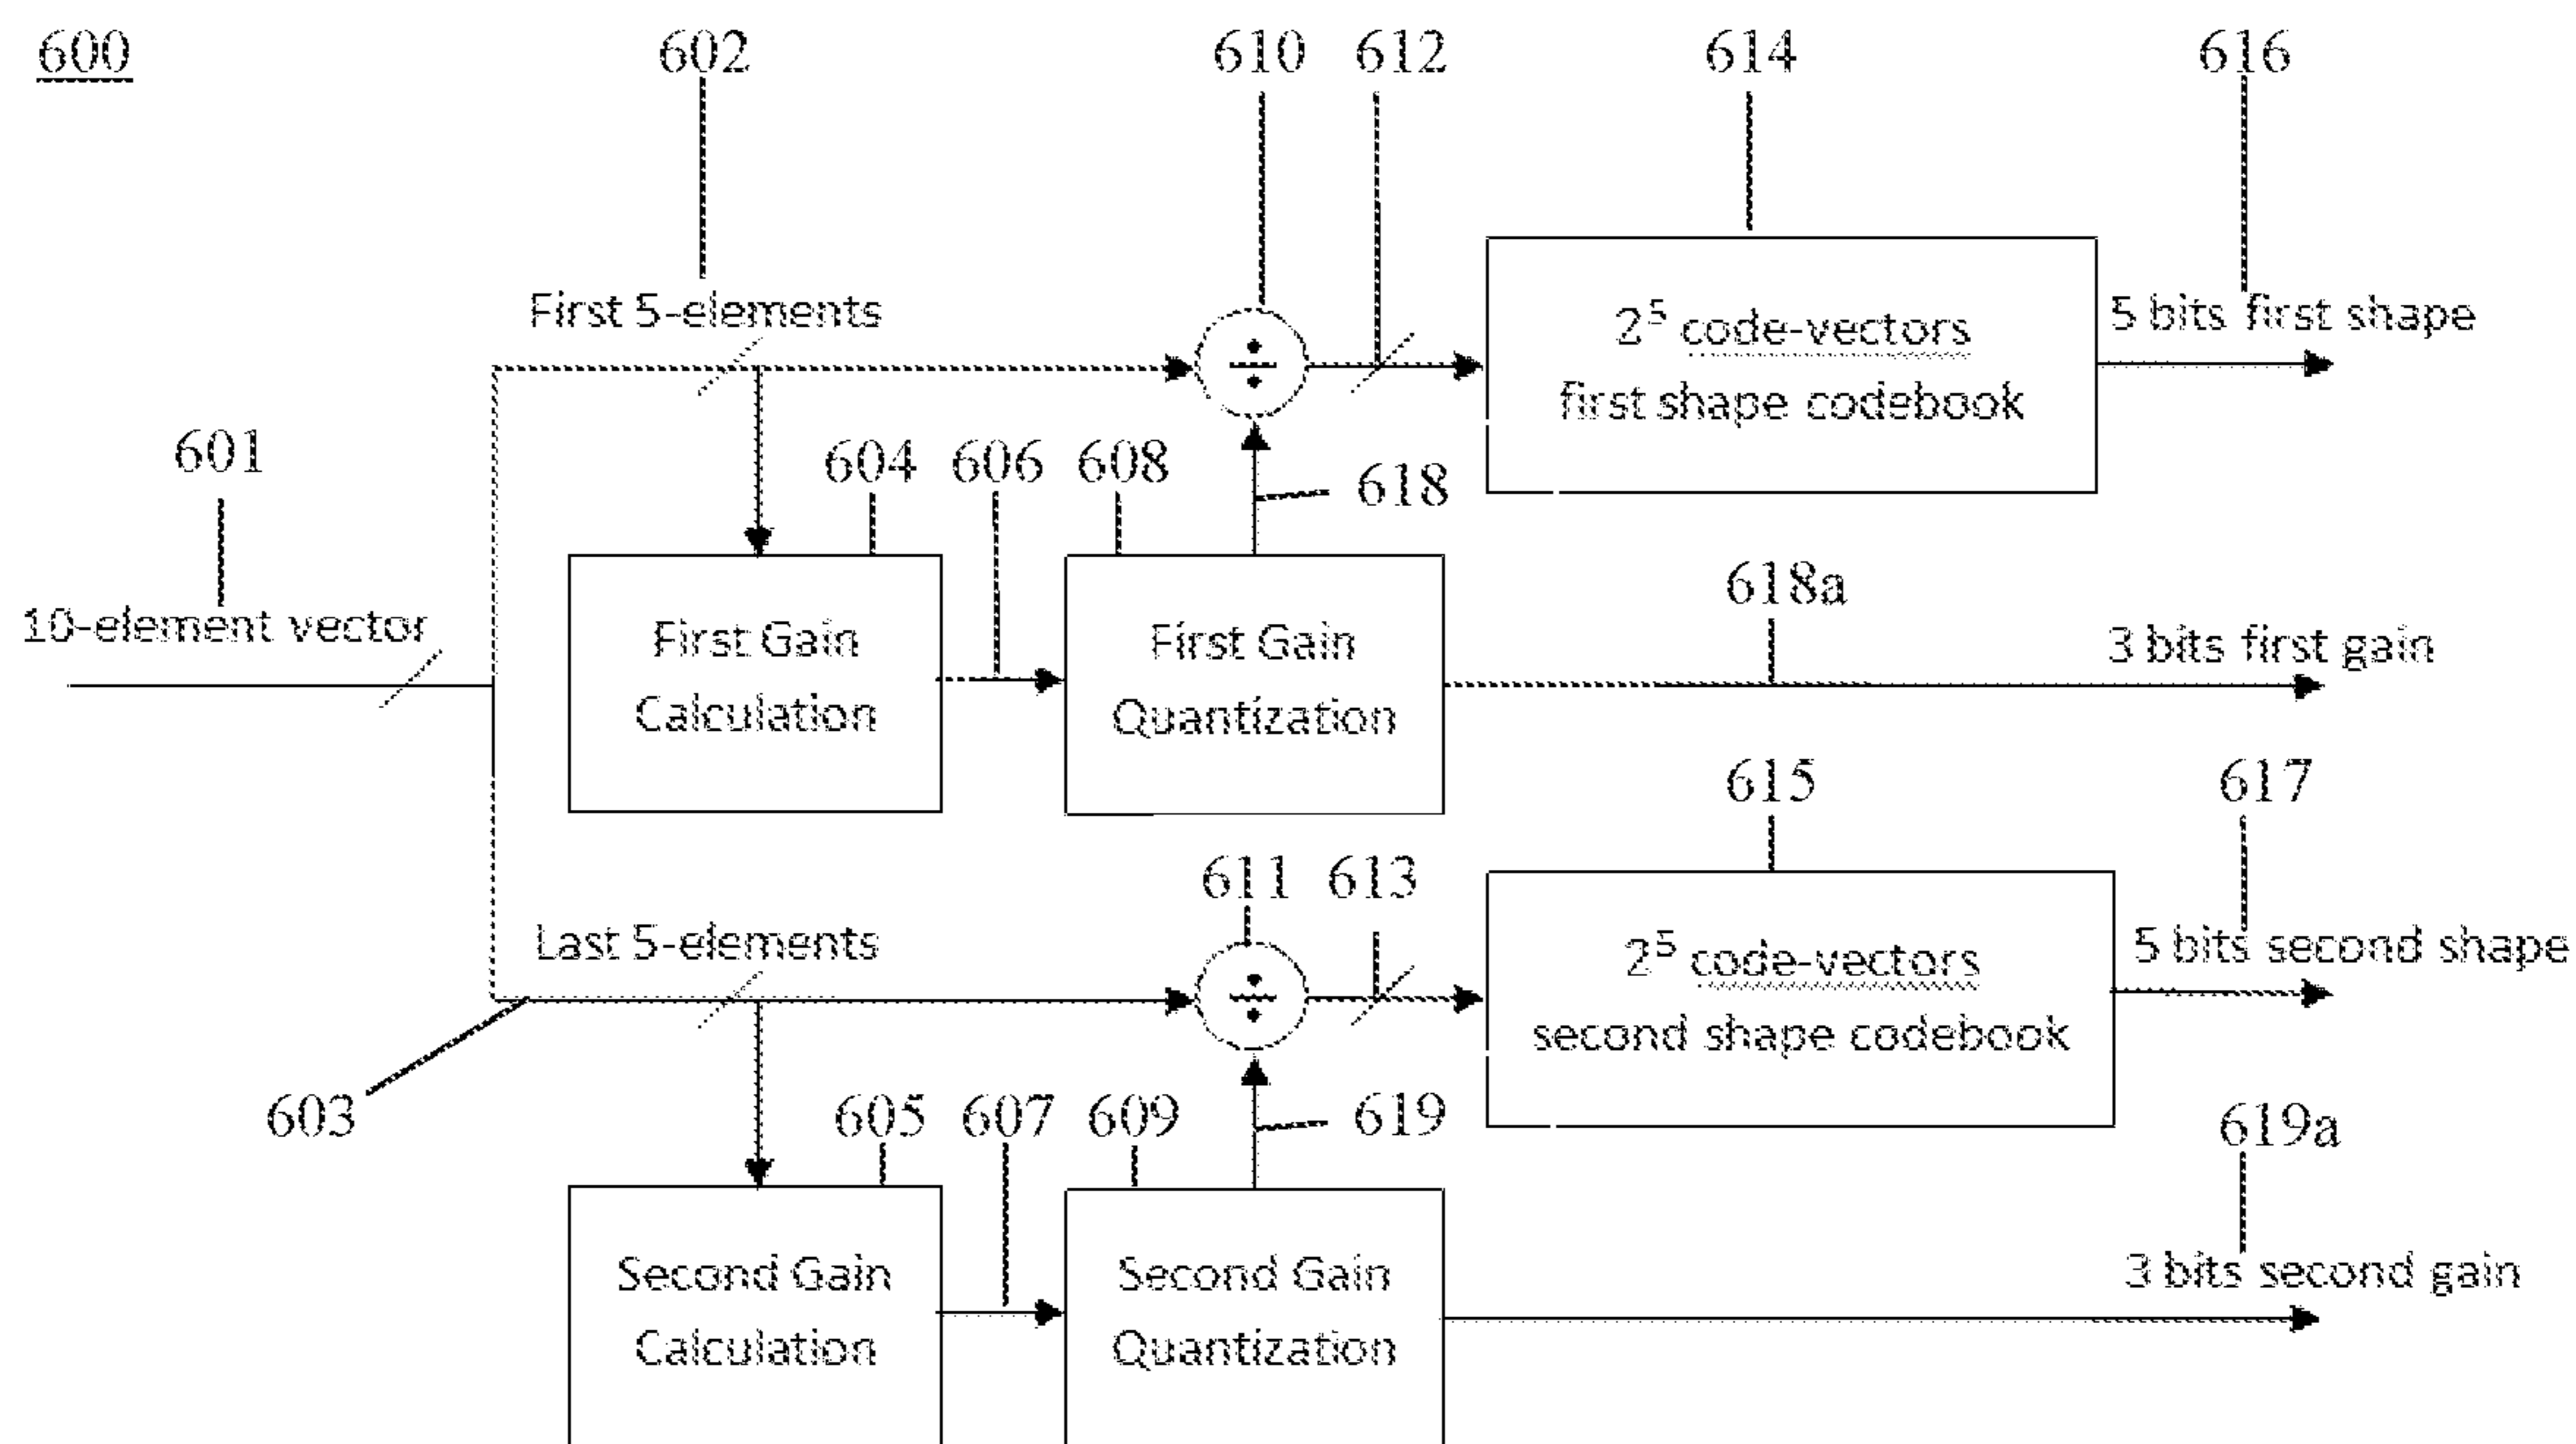 600
602
610
612
614
616
First 5-elements
2⁵ code-vectors
first shape codebook
5 bits first shape
601
604
606
608
618
10-element vector
First Gain
Calculation
First Gain
Quantization
618a
3 bits first gain
615
617
611
613
Last 5-elements
2⁵ code-vectors
second shape codebook
5 bits second shape
603
605
607
609
619
619a
Second Gain
Calculation
Second Gain
Quantization
3 bits second gain